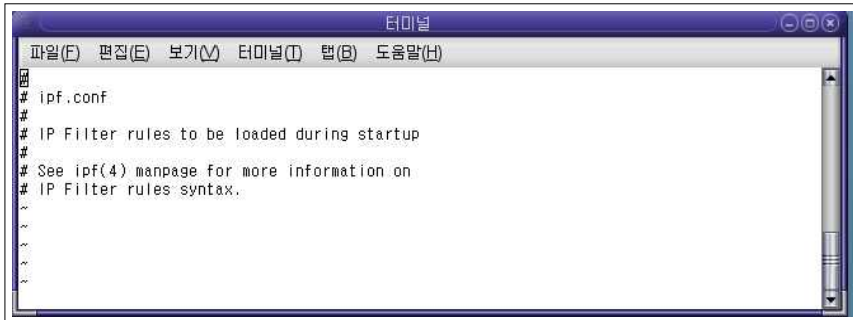 터미널
파일(F) 편집(E) 보기(V) 터미널(T) 탭(B) 도움말(H)
#
# ipf.conf
#
# IP Filter rules to be loaded during startup
#
# See ipf(4) manpage for more information on
# IP Filter rules syntax.
~
~
~
~
~